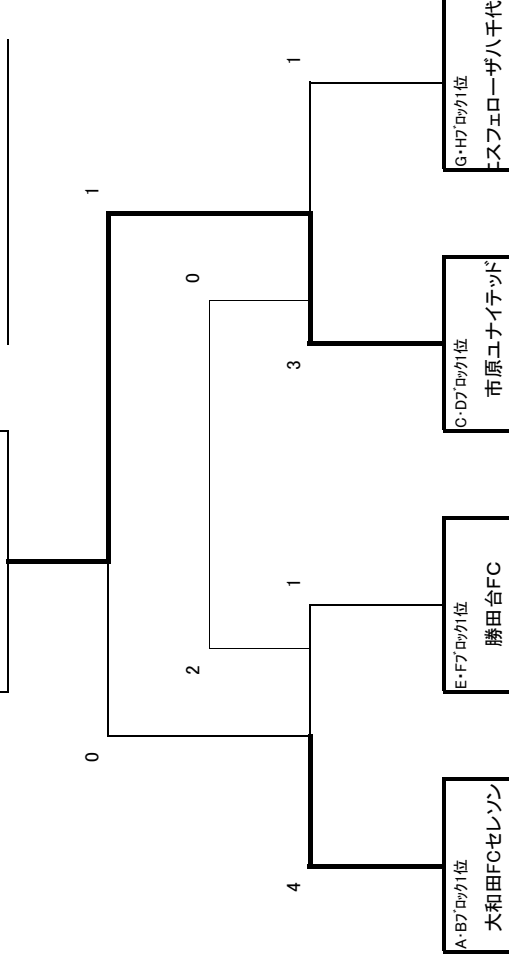 0 1
2 0
4 1 3 1
A・Bﾌﾞﾛｯｸ1位
大和田FCセレソン
E・Fﾌﾞﾛｯｸ1位
勝田台FC
C・Dﾌﾞﾛｯｸ1位
市原ユナイテッド
G・Hﾌﾞﾛｯｸ1位
スフェローザ八千代